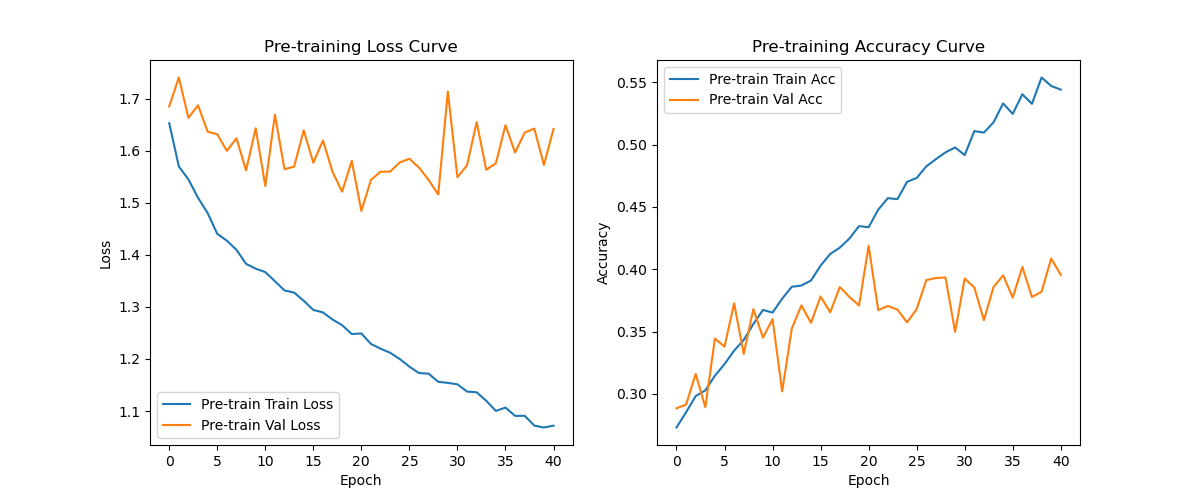 Pre-training Loss Curve
Loss
1.7
1.6
1.5
1.4
1.3
1.2
1.1
Pre-train Train Loss
Pre-train Val Loss
0 5 10 15 20 25 30 35 40
Epoch
Pre-training Accuracy Curve
Accuracy
0.55
0.50
0.45
0.40
0.35
0.30
Pre-train Train Acc
Pre-train Val Acc
0 5 10 15 20 25 30 35 40
Epoch